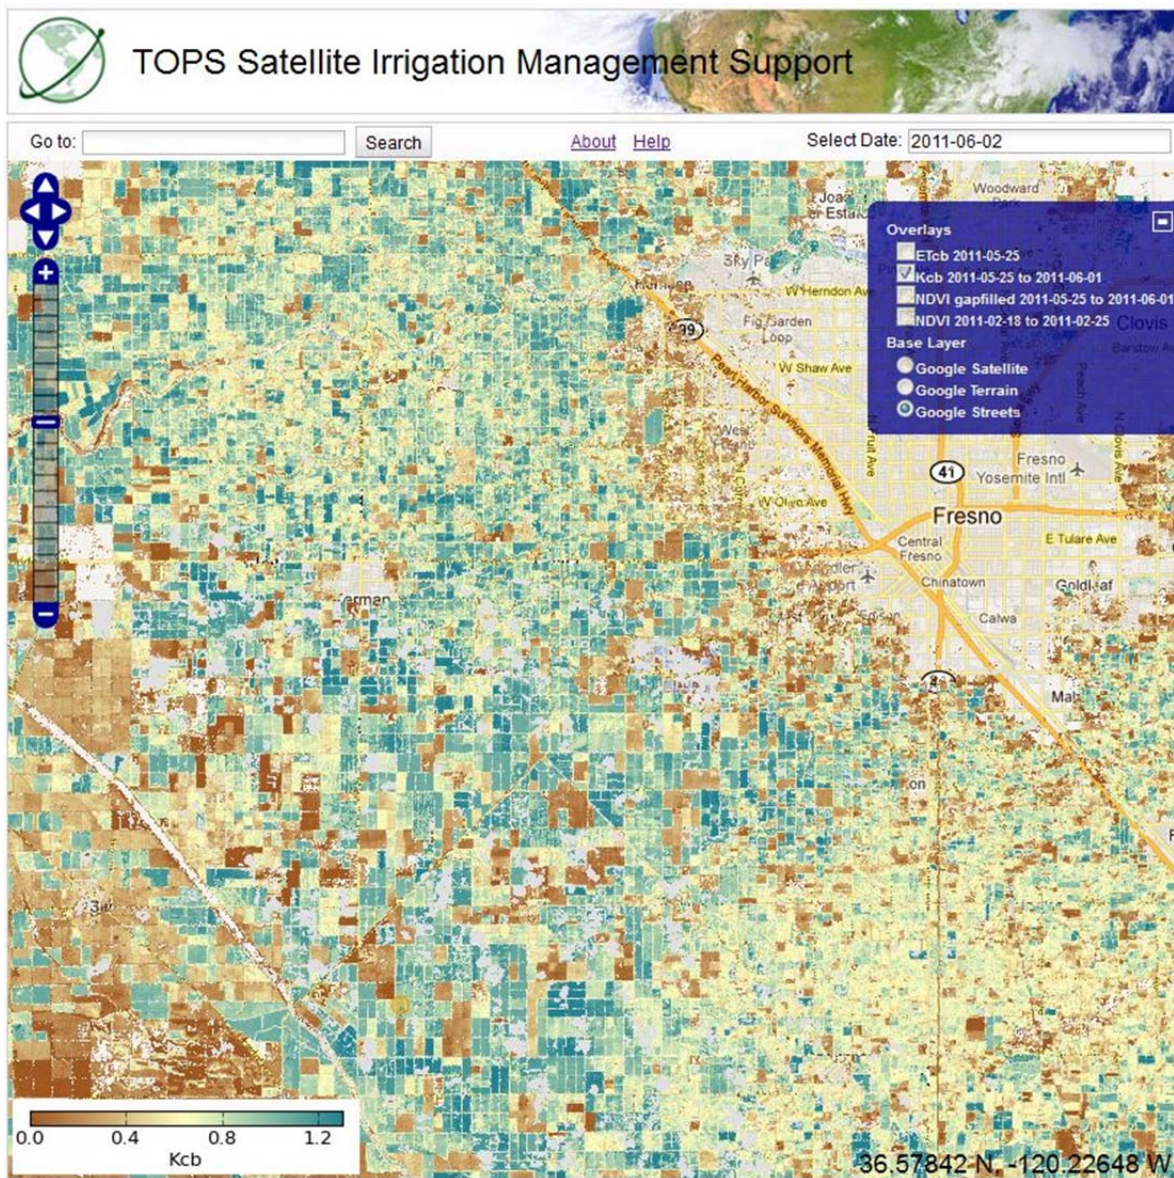 TOPS Satellite Irrigation Management Support
Go to:
Search
About Help
Select Date: 2011-06-02
Woodward
Overlays
ETcb 2011-05-25
Kcb 2011-05-25 to 2011-06-01
NDVI gapfilled 2011-05-25 to 2011-06-01
NDVI 2011-02-18 to 2011-02-25
Base Layer
Google Satellite
Google Terrain
Google Streets
Clovis
Barstow
Peach Ave
N Clovis Ave
W Herndon Ave
99
Fig Garden
Loop
W Shaw Ave
Pearl Harbor Survivors Memorial Hwy
West
N Fruit Ave
41
Fresno
Yosemite Intl
W Olive Ave
Fresno
E Tulare Ave
Central
Fresno
Chinatown
Goldleaf
Calwa
0.0 0.4 0.8 1.2
Kcb
36.57842 N, -120.22648 W